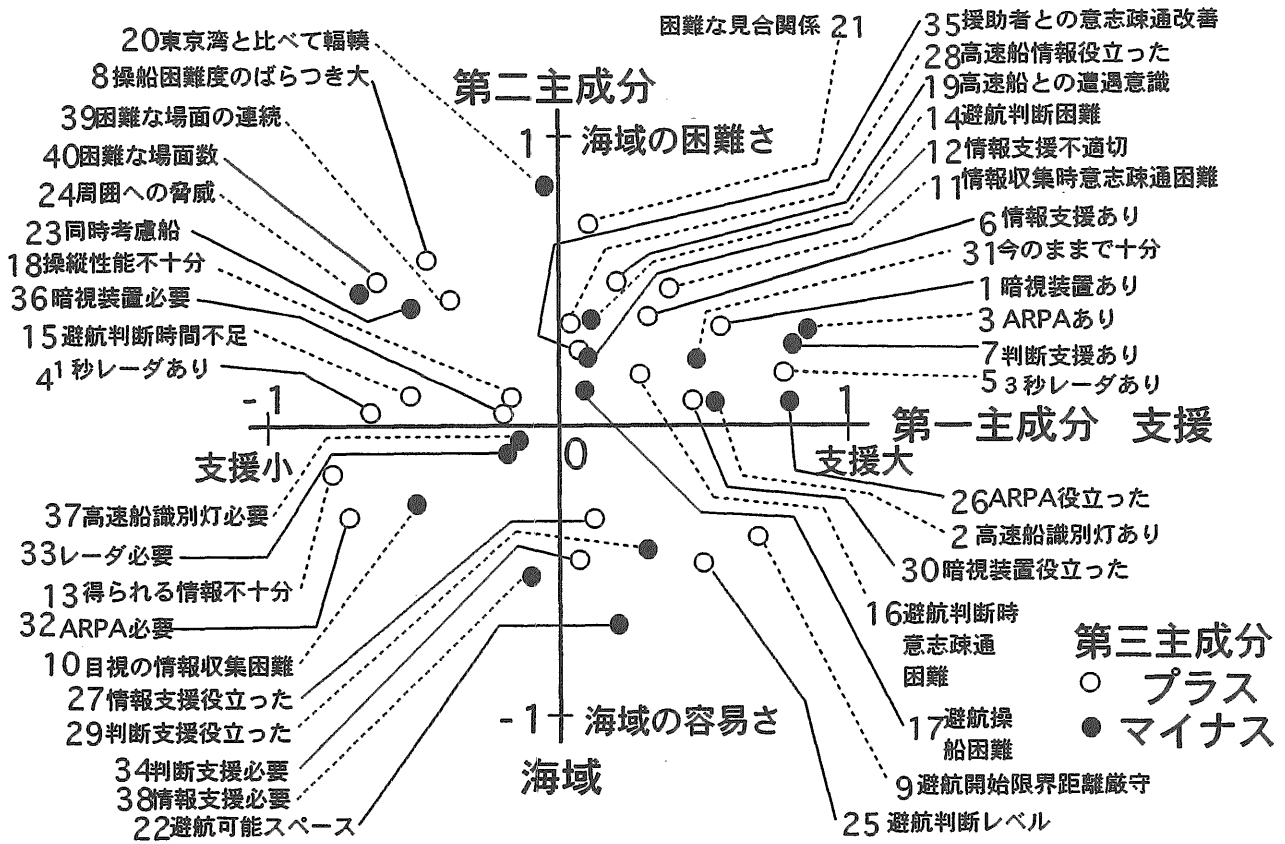 20東京湾と比べて輻輳
8操船困難度のばらつき大
39困難な場面の連続
40困難な場面数
24周囲への脅威
23同時考慮船
18操縦性能不十分
36暗視装置必要
15避航判断時間不足
4 1秒レーダあり
第二主成分
1
海域の困難さ
困難な見合関係 21
35援助者との意志疎通改善
28高速船情報役立った
19高速船との遭遇意識
14避航判断困難
12情報支援不適切
11情報収集時意志疎通困難
6情報支援あり
31今のままで十分
1暗視装置あり
3 ARPAあり
7判断支援あり
5 3秒レーダあり
-1
0
1
第一主成分 支援
支援小
支援大
37高速船識別灯必要
33レーダ必要
13得られる情報不十分
32ARPA必要
10目視の情報収集困難
27情報支援役立った
29判断支援役立った
34判断支援必要
38情報支援必要
22避航可能スペース
26ARPA役立った
2高速船識別灯あり
30暗視装置役立った
16避航判断時
意志疎通
困難
17避航操
船困難
9避航開始限界距離厳守
25 避航判断レベル
-1
海域の容易さ
海域
第三主成分
○ プラス
● マイナス